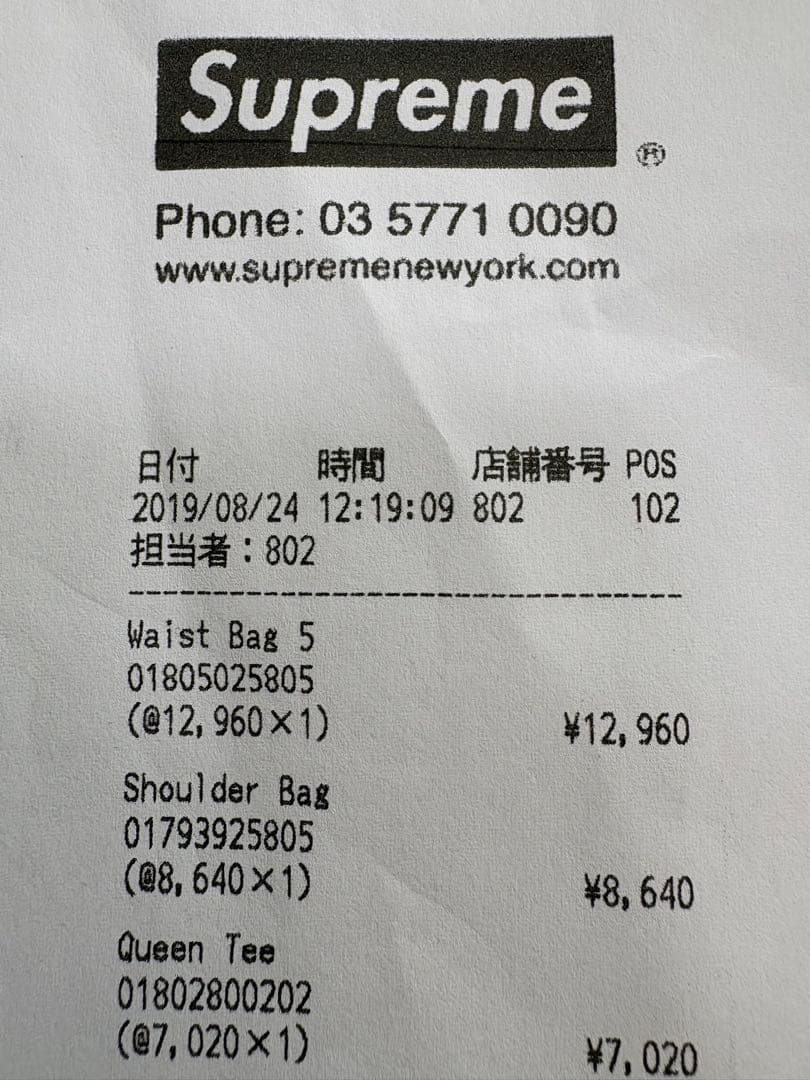 Supreme
®
Phone: 03 5771 0090
www.supremenewyork.com
日付 時間 店舗番号 POS
2019/08/24 12:19:09 802 102
担当者：802
--------------------------------
Waist Bag 5
01805025805
(@12,960×1) ¥12,960
Shoulder Bag
01793925805
(@8,640×1) ¥8,640
Queen Tee
01802800202
(@7,020×1) ¥7,020